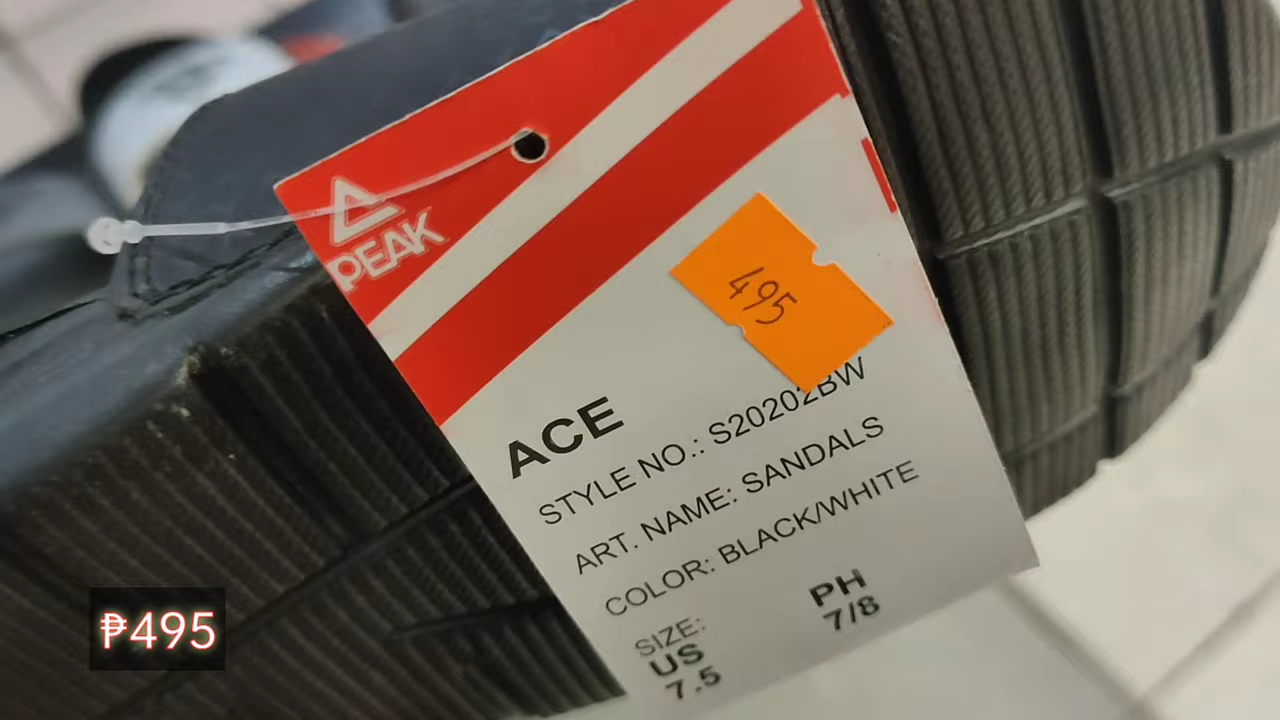 PEAK
495
ACE
STYLE NO.: S20202BW
ART. NAME: SANDALS
COLOR: BLACK/WHITE
SIZE:
US
7.5
PH
7/8
₱495